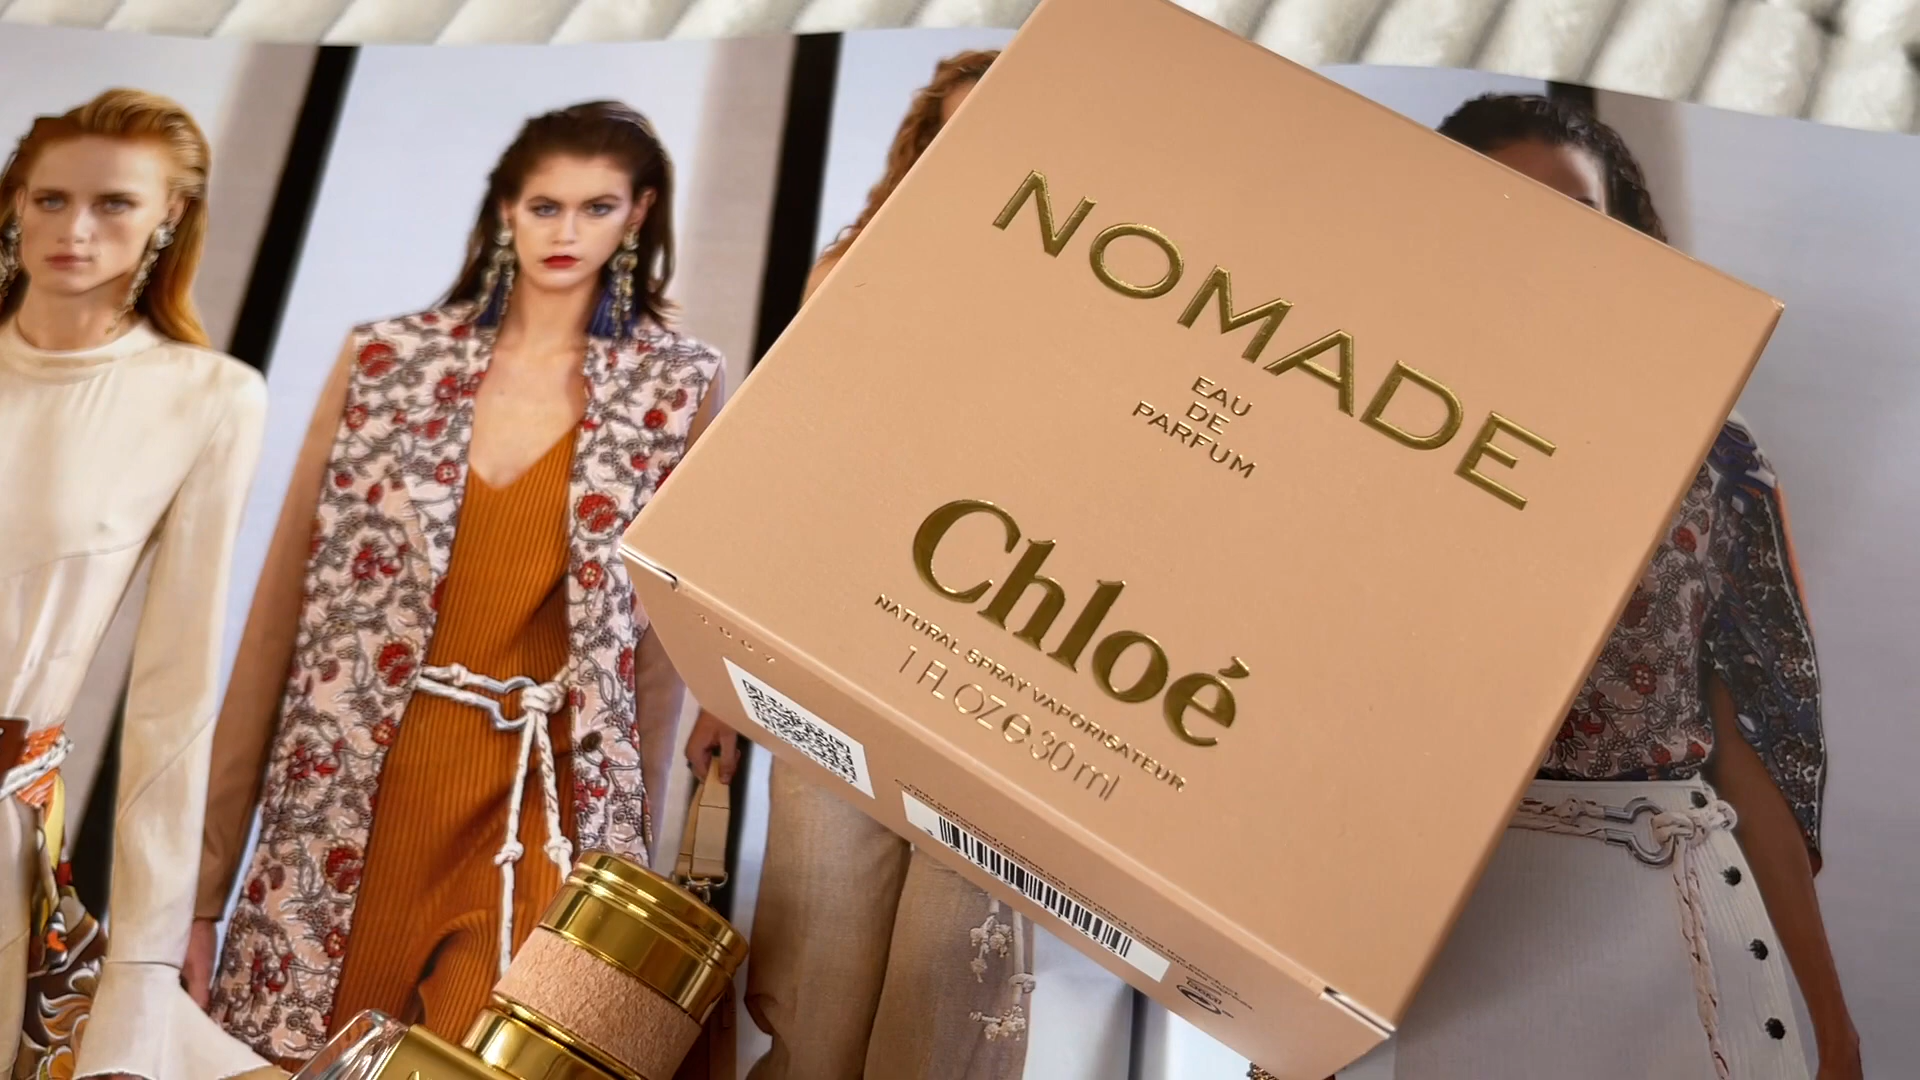 NOMADE
EAU
DE
PARFUM
Chloé
NATURAL SPRAY VAPORISATEUR
1 FL OZ e 30 ml